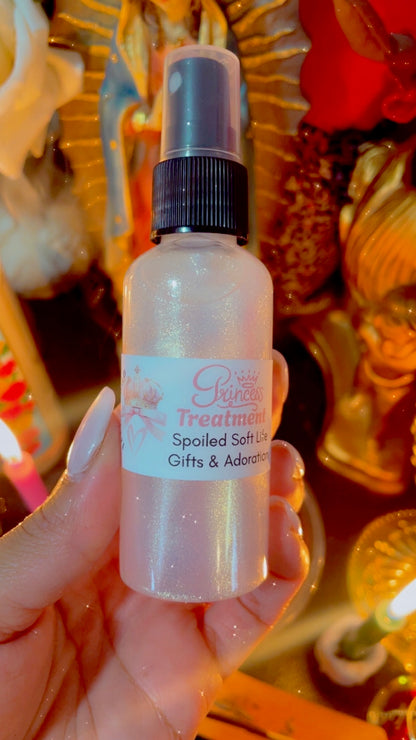 Princess
Treatment
Spoiled Soft Life
Gifts & Adoration